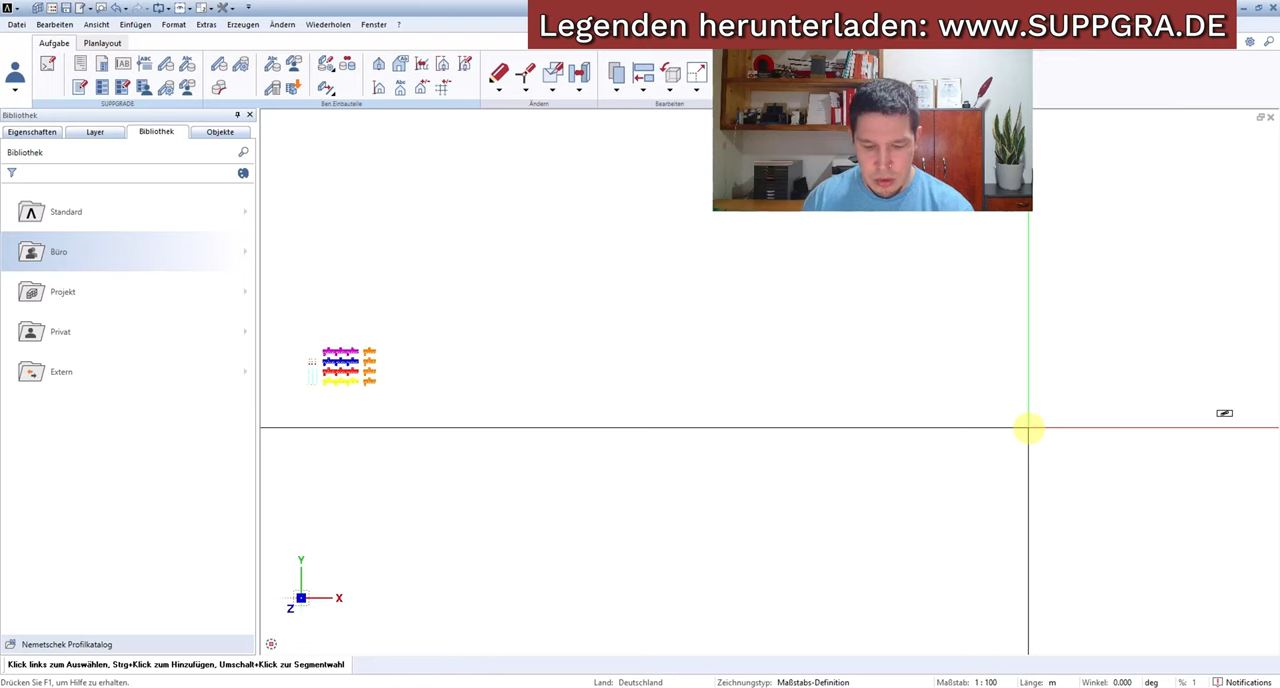 Legenden herunterladen: www.SUPPGRA.DE
Datei Bearbeiten Ansicht Einfügen Format Extras Erzeugen Ändern Wiederholen Fenster ?
Aufgabe Planlayout
SUPPGRADE Ben.Einbauteile Ändern Bearbeiten
Bibliothek
Eigenschaften Layer Bibliothek Objekte
Bibliothek
Standard
Büro
Projekt
Privat
Extern
Y
X
Z
Nemetschek Profilkatalog
Klick links zum Auswählen, Strg+Klick zum Hinzufügen, Umschalt+Klick zur Segmentwahl
Drücken Sie F1, um Hilfe zu erhalten. Land: Deutschland Zeichnungstyp: Maßstabs-Definition Maßstab: 1 : 100 Länge: m Winkel: 0.000 deg %: 1 Notifications